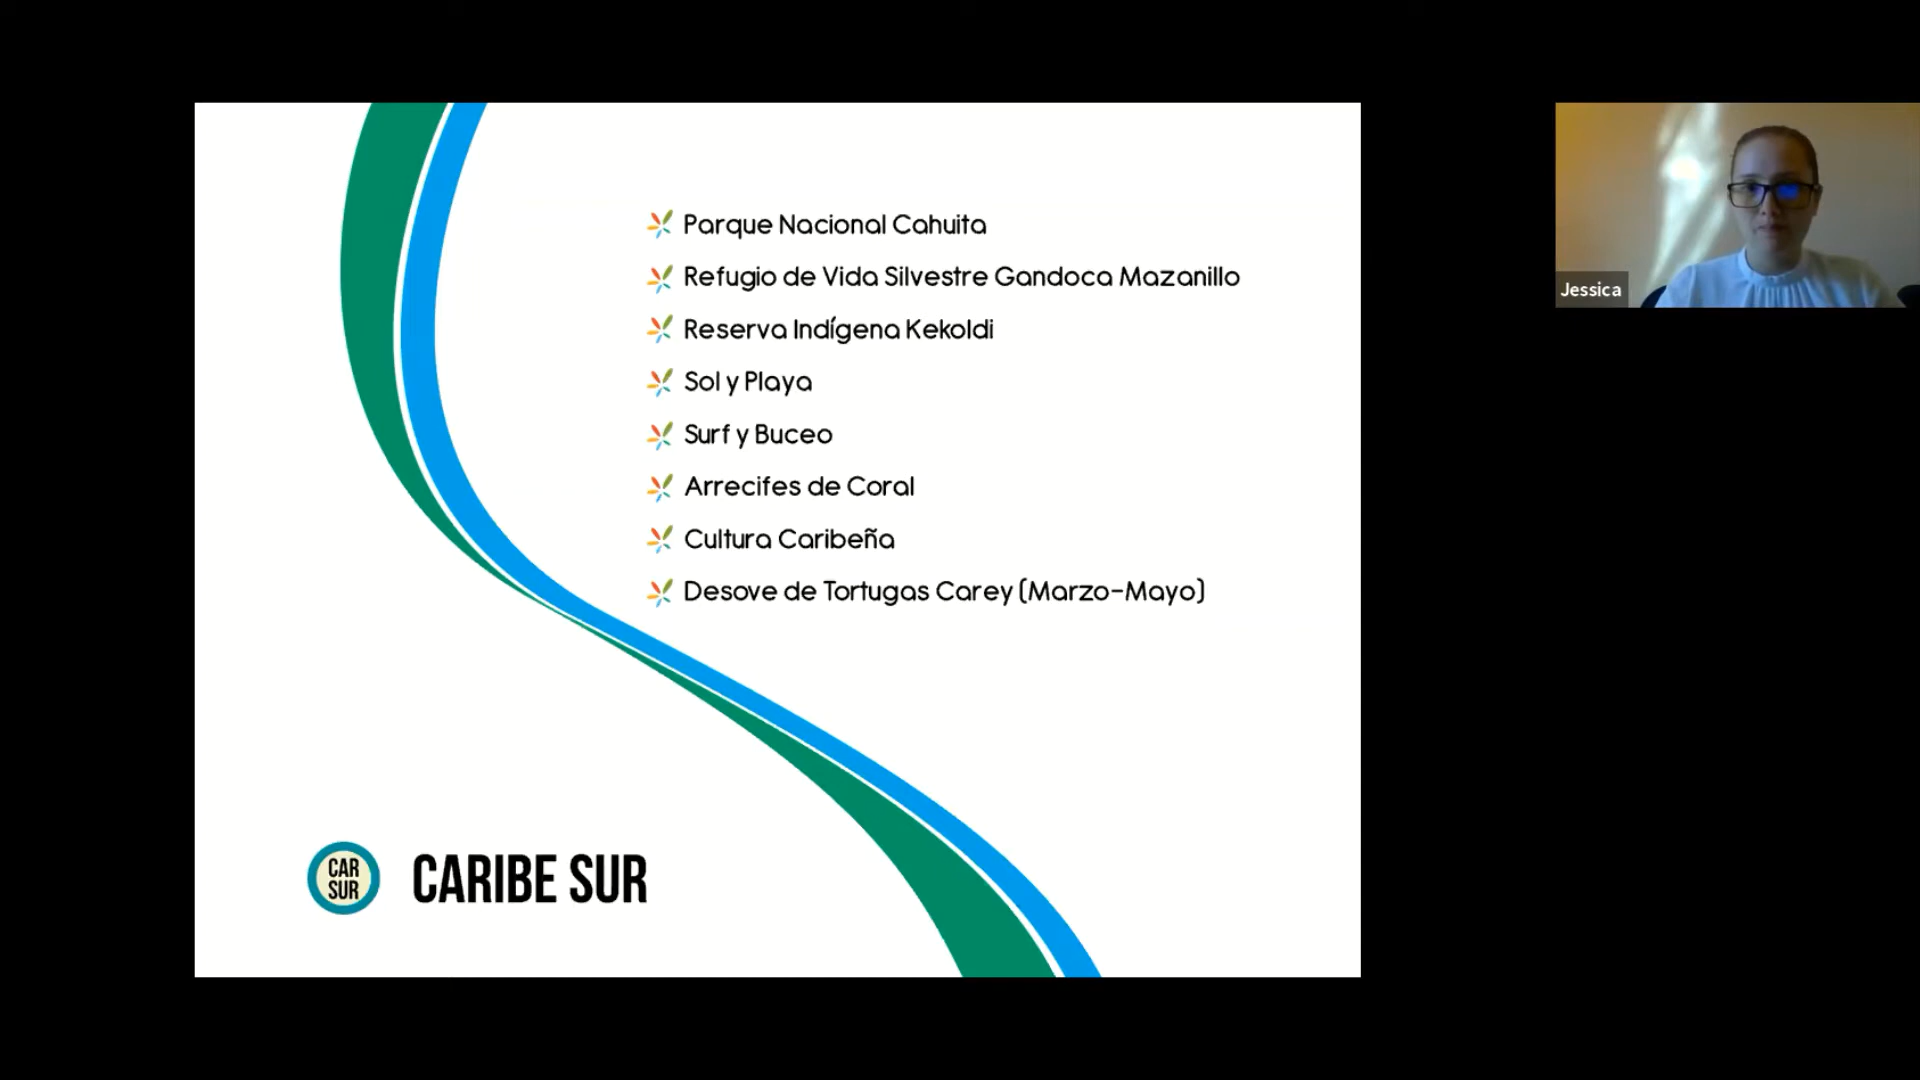 Parque Nacional Cahuita
Refugio de Vida Silvestre Gandoca Mazanillo
Reserva Indígena Kekoldi
Sol y Playa
Surf y Buceo
Arrecifes de Coral
Cultura Caribeña
Desove de Tortugas Carey (Marzo-Mayo)
Jessica
CAR
SUR
CARIBE SUR